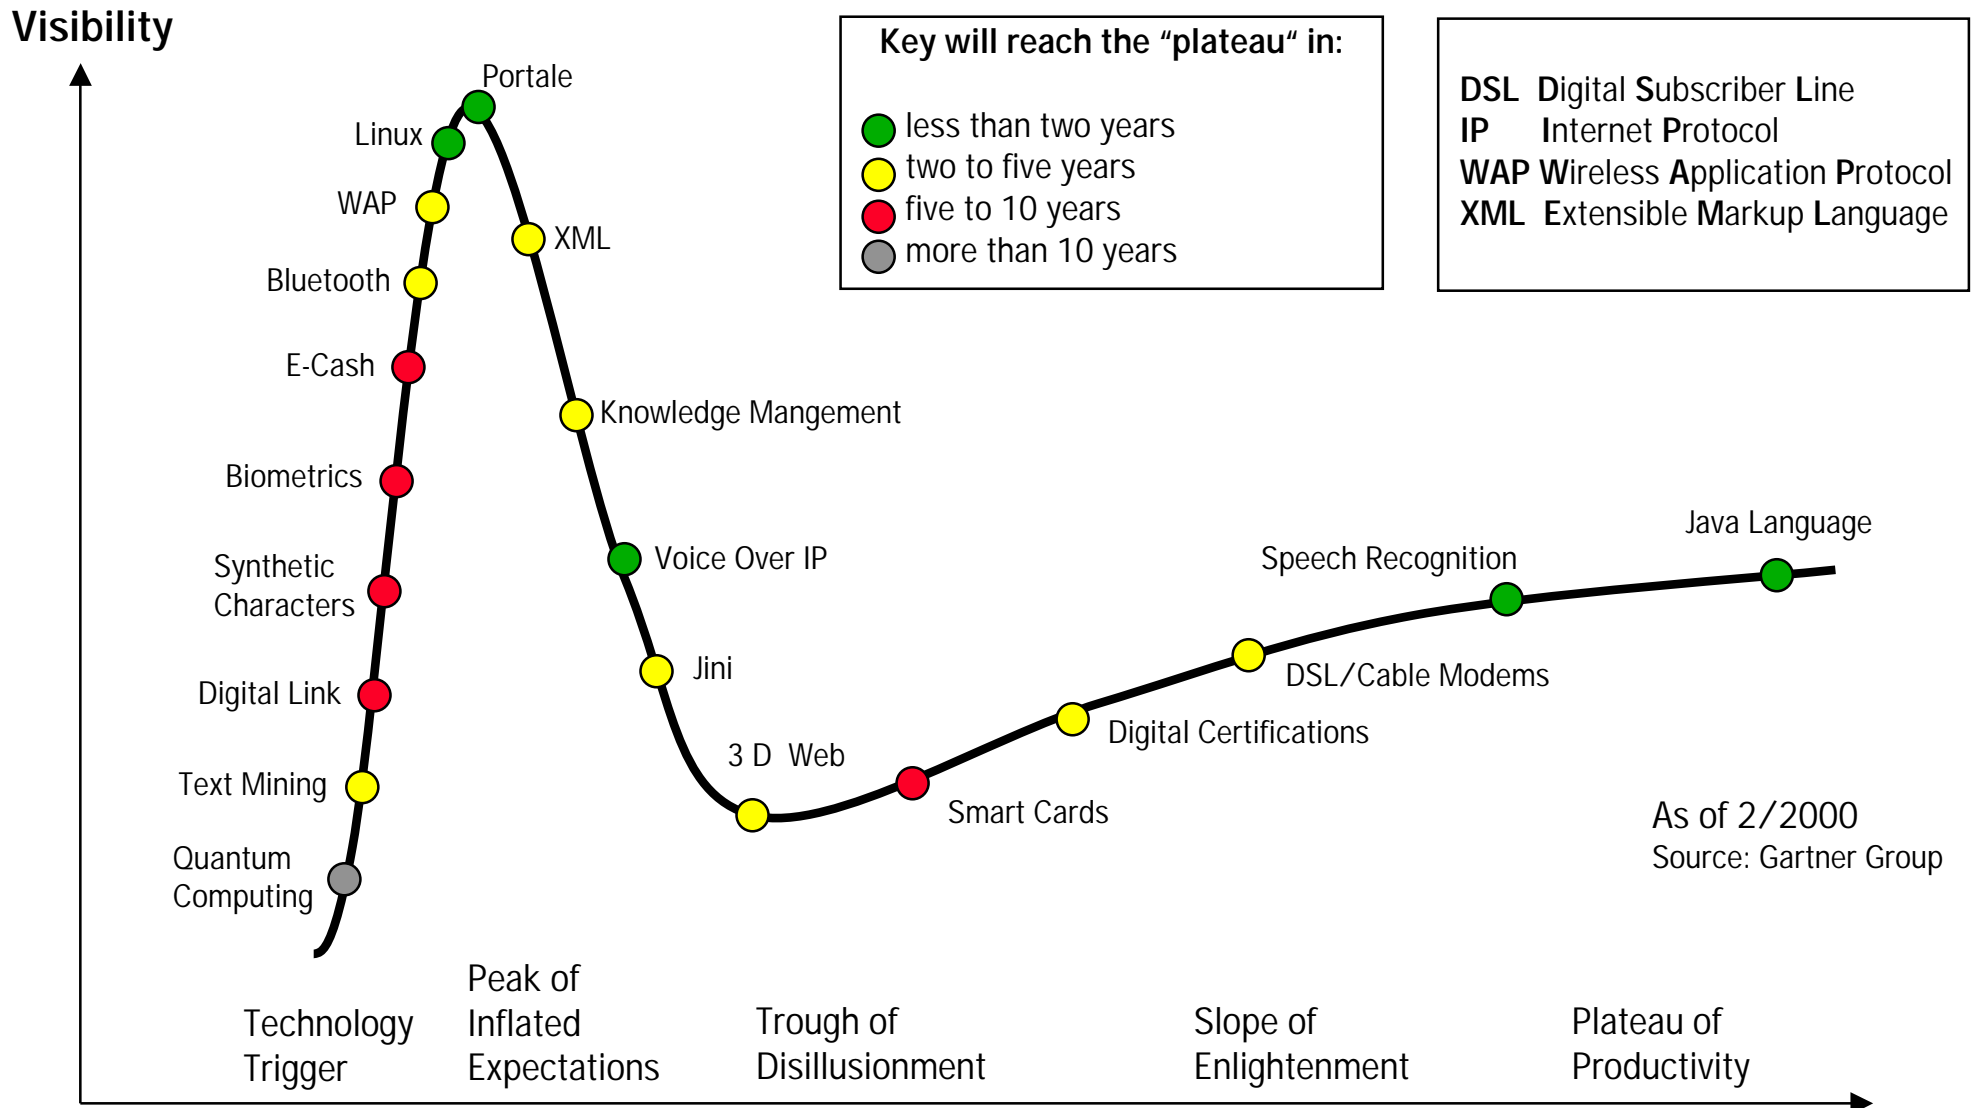 Visibility
Key will reach the “plateau“ in:
less than two years
two to five years
five to 10 years
more than 10 years
DSL Digital Subscriber Line
IP Internet Protocol
WAP Wireless Application Protocol
XML Extensible Markup Language
Portale
Linux
WAP
XML
Bluetooth
E-Cash
Knowledge Mangement
Biometrics
Synthetic
Characters
Voice Over IP
Digital Link
Jini
Text Mining
Quantum
Computing
3 D Web
Smart Cards
Digital Certifications
DSL/Cable Modems
Speech Recognition
Java Language
As of 2/2000
Source: Gartner Group
Technology
Trigger
Peak of
Inflated
Expectations
Trough of
Disillusionment
Slope of
Enlightenment
Plateau of
Productivity